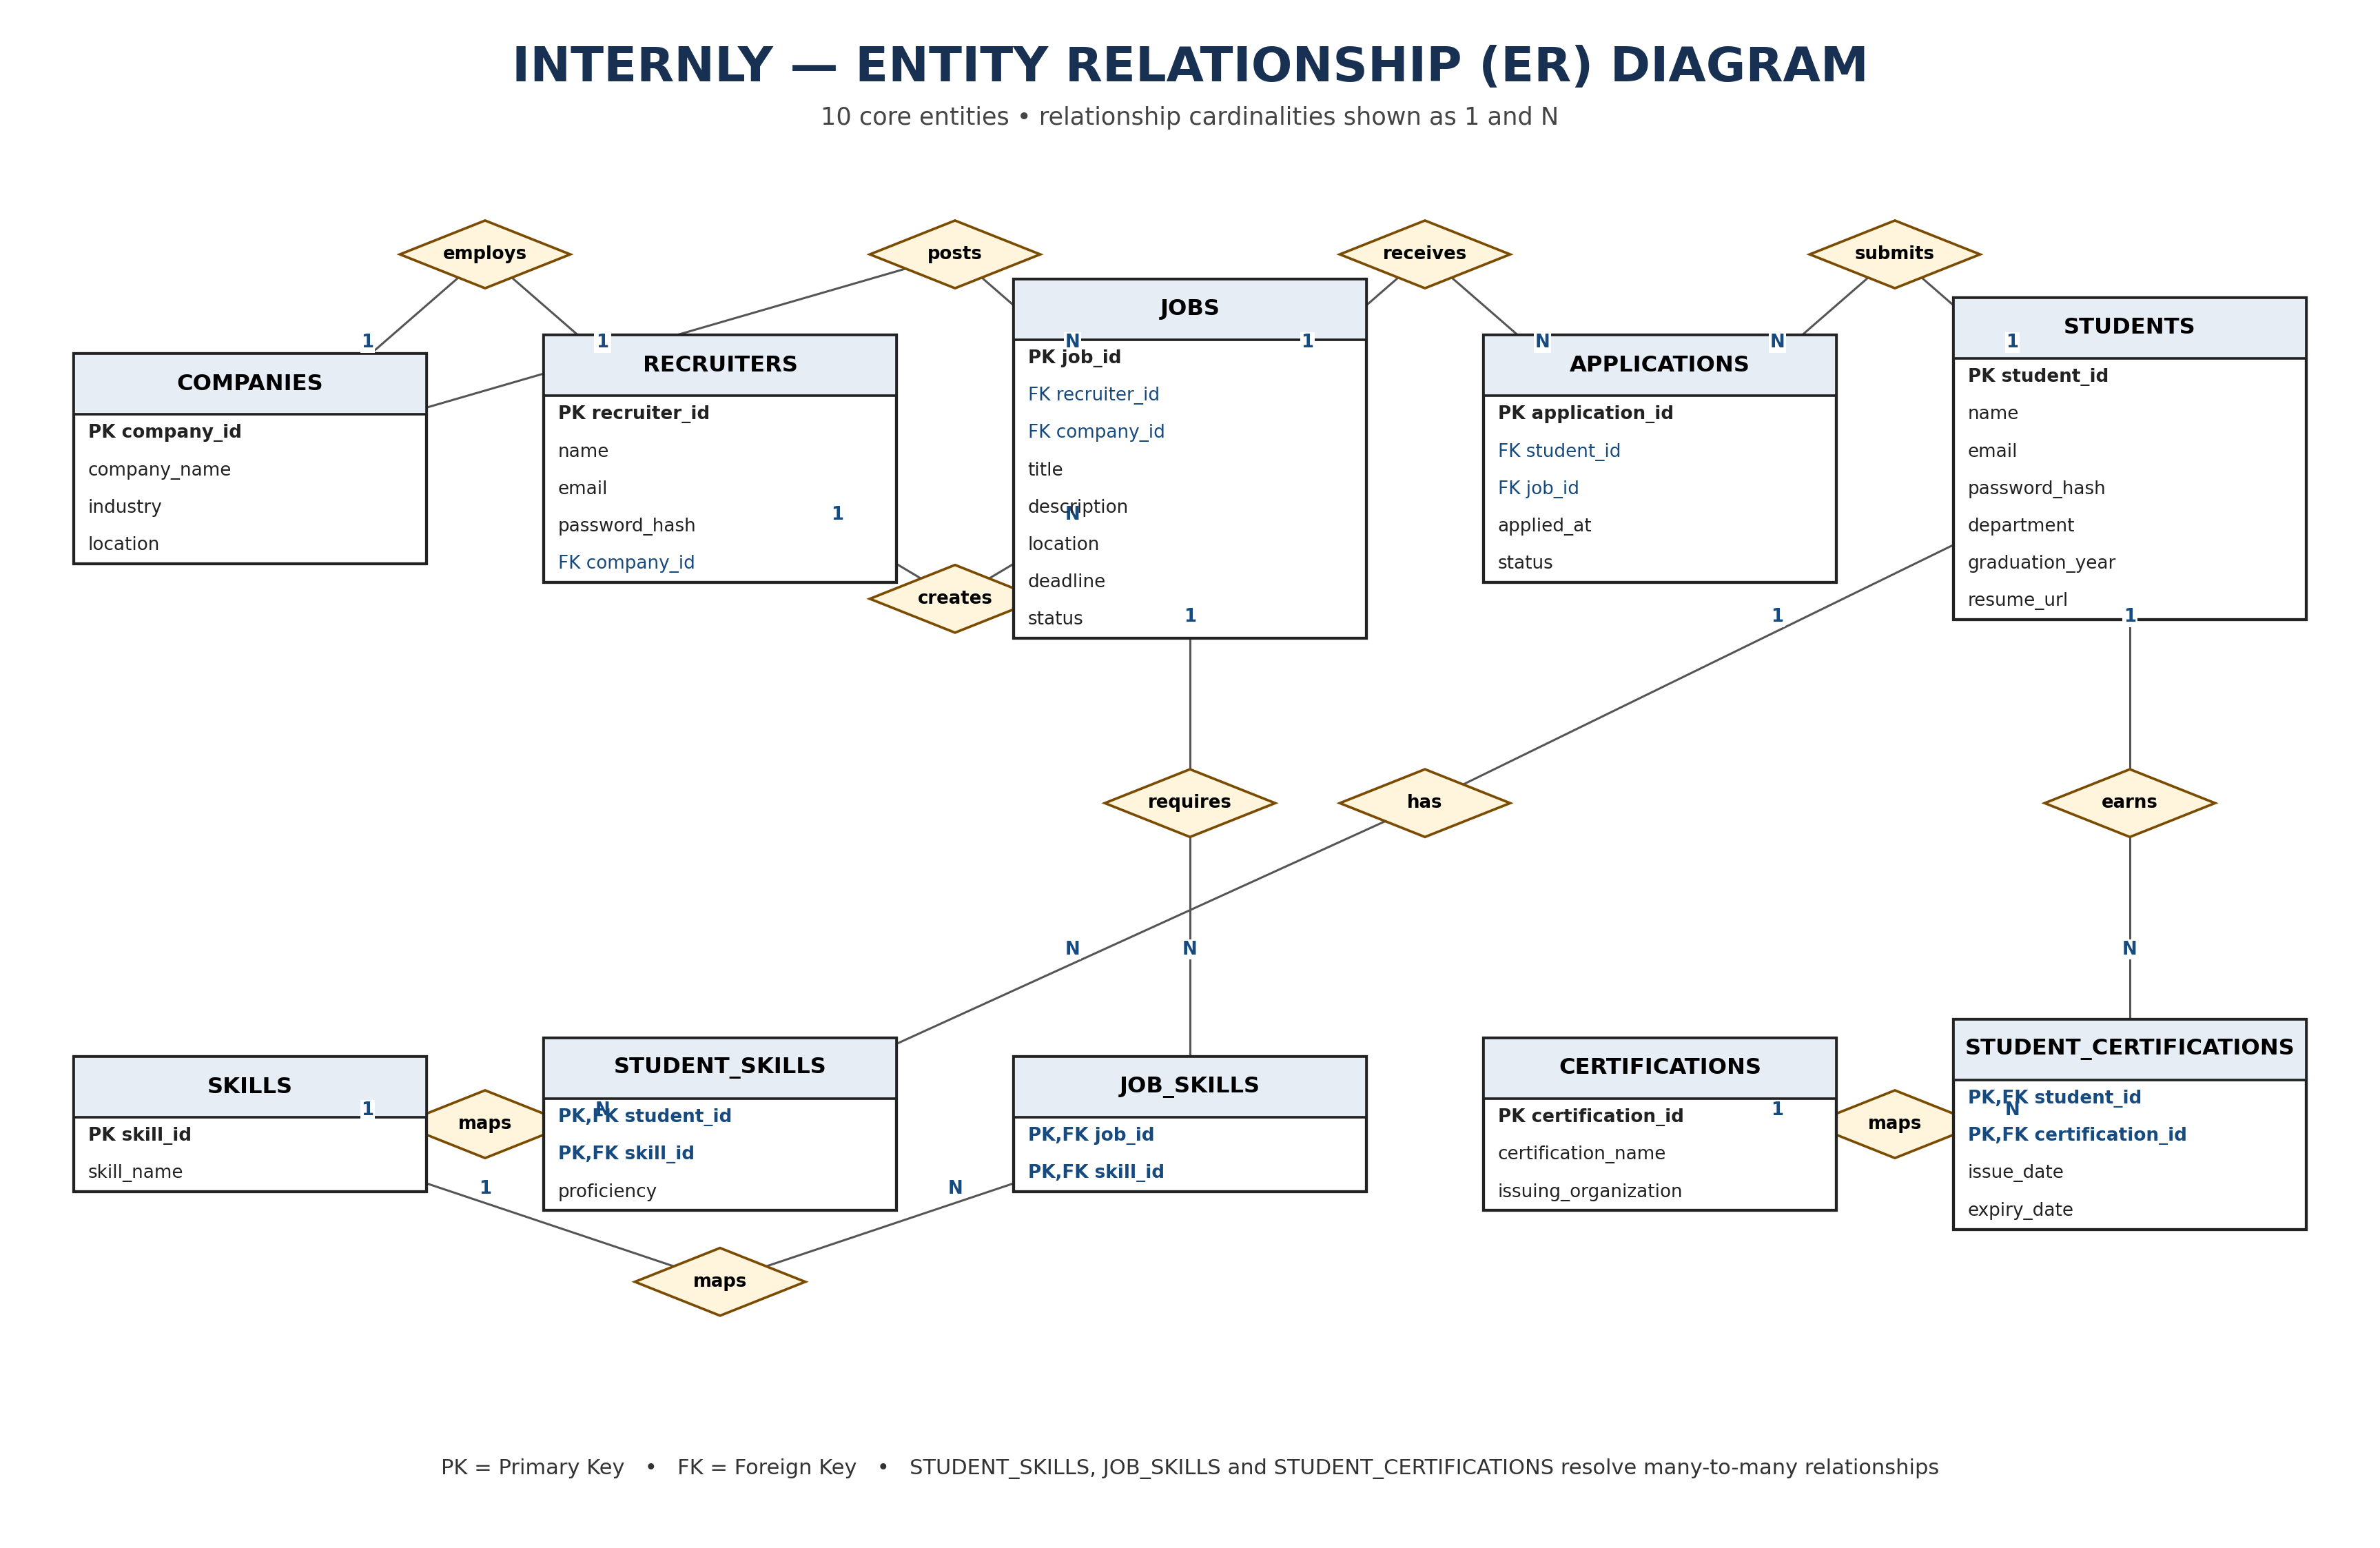 INTERNLY — ENTITY RELATIONSHIP (ER) DIAGRAM
10 core entities • relationship cardinalities shown as 1 and N
employs
posts
receives
submits
1
1
N
1
N
N
1
COMPANIES
PK company_id
company_name
industry
location
RECRUITERS
PK recruiter_id
name
email
password_hash
FK company_id
1
N
creates
JOBS
PK job_id
FK recruiter_id
FK company_id
title
description
location
deadline
status
1
APPLICATIONS
PK application_id
FK student_id
FK job_id
applied_at
status
1
STUDENTS
PK student_id
name
email
password_hash
department
graduation_year
resume_url
1
requires
has
earns
N
N
N
SKILLS
PK skill_id
skill_name
1
maps
N
STUDENT_SKILLS
PK,FK student_id
PK,FK skill_id
proficiency
1
N
maps
JOB_SKILLS
PK,FK job_id
PK,FK skill_id
CERTIFICATIONS
PK certification_id
certification_name
issuing_organization
1
maps
N
STUDENT_CERTIFICATIONS
PK,FK student_id
PK,FK certification_id
issue_date
expiry_date
PK = Primary Key • FK = Foreign Key • STUDENT_SKILLS, JOB_SKILLS and STUDENT_CERTIFICATIONS resolve many-to-many relationships